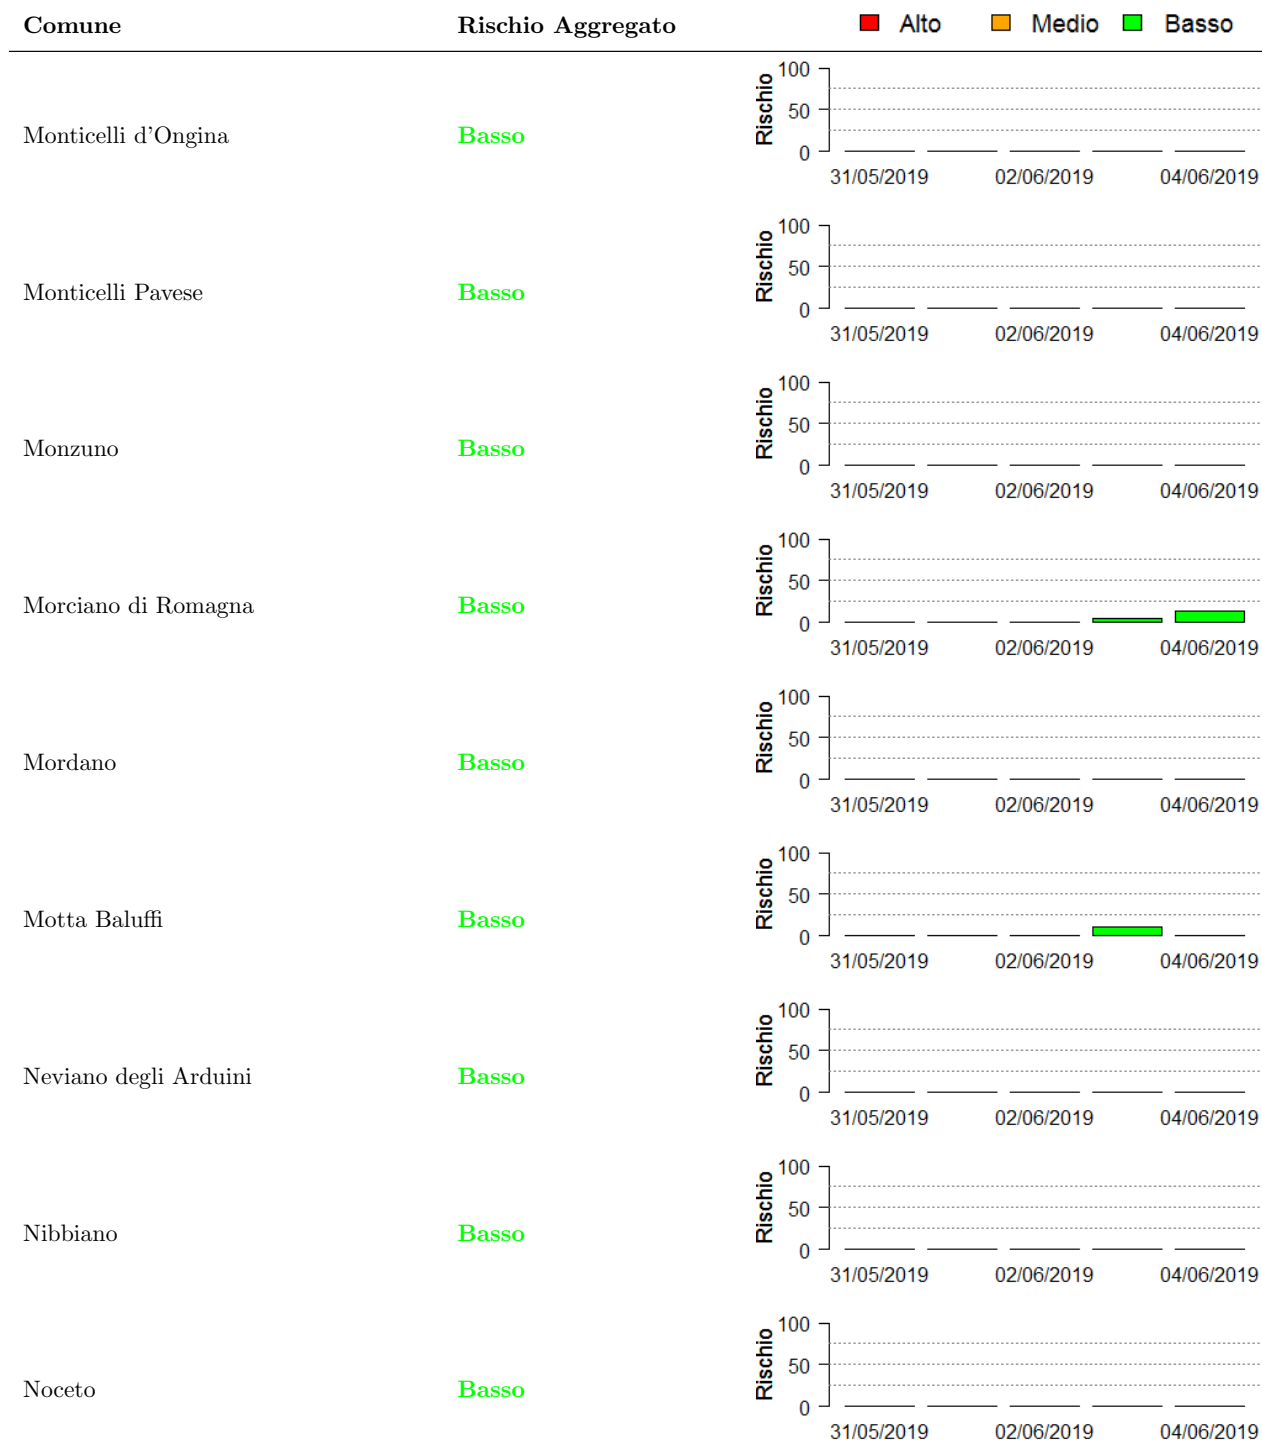 Comune Rischio Aggregato Alto Medio Basso
Monticelli d'Ongina Basso
Rischio
100
50
0
31/05/2019 02/06/2019 04/06/2019
Monticelli Pavese Basso
Rischio
100
50
0
31/05/2019 02/06/2019 04/06/2019
Monzuno Basso
Rischio
100
50
0
31/05/2019 02/06/2019 04/06/2019
Morciano di Romagna Basso
Rischio
100
50
0
31/05/2019 02/06/2019 04/06/2019
Mordano Basso
Rischio
100
50
0
31/05/2019 02/06/2019 04/06/2019
Motta Baluffi Basso
Rischio
100
50
0
31/05/2019 02/06/2019 04/06/2019
Neviano degli Arduini Basso
Rischio
100
50
0
31/05/2019 02/06/2019 04/06/2019
Nibbiano Basso
Rischio
100
50
0
31/05/2019 02/06/2019 04/06/2019
Noceto Basso
Rischio
100
50
0
31/05/2019 02/06/2019 04/06/2019